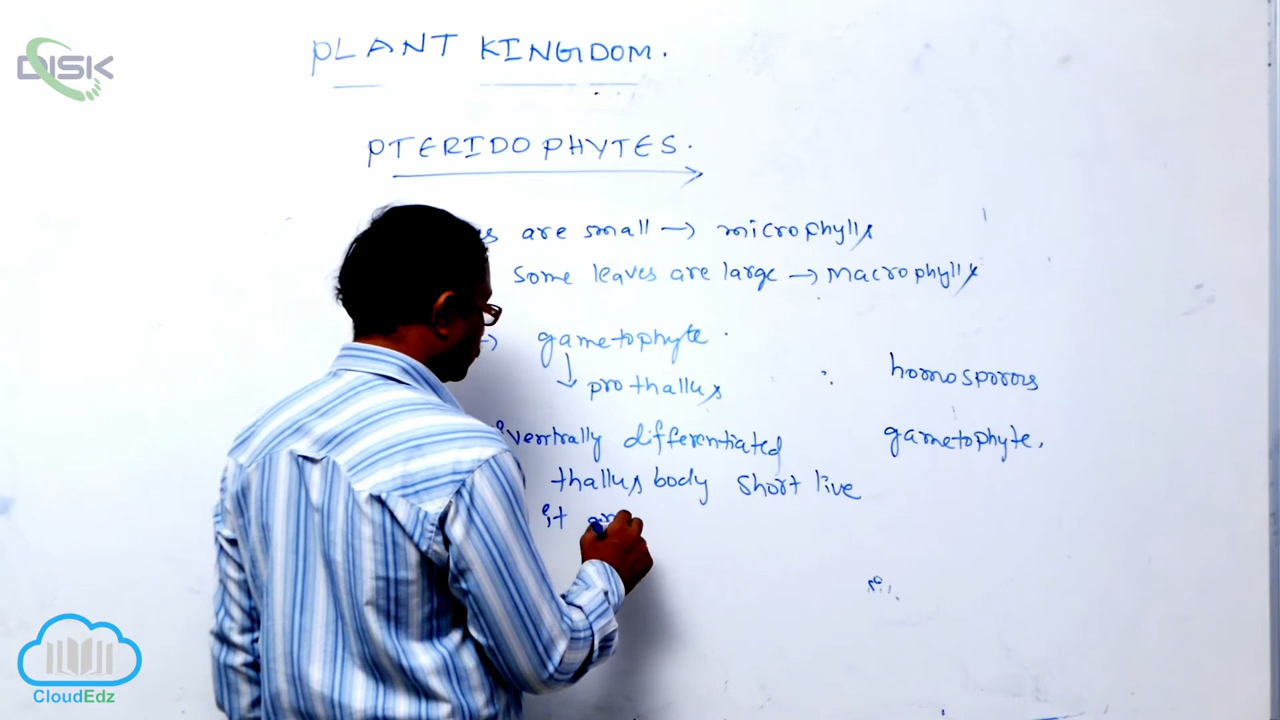 DISK
PLANT KINGDOM.
PTERIDOPHYTES.
are small → microphylls
Some leaves are large → Macrophylls
→ gametophyte
↓
→ prothallus
homosporous
ventrally differentiated
gametophyte.
thallus body short live
it
CloudEdz